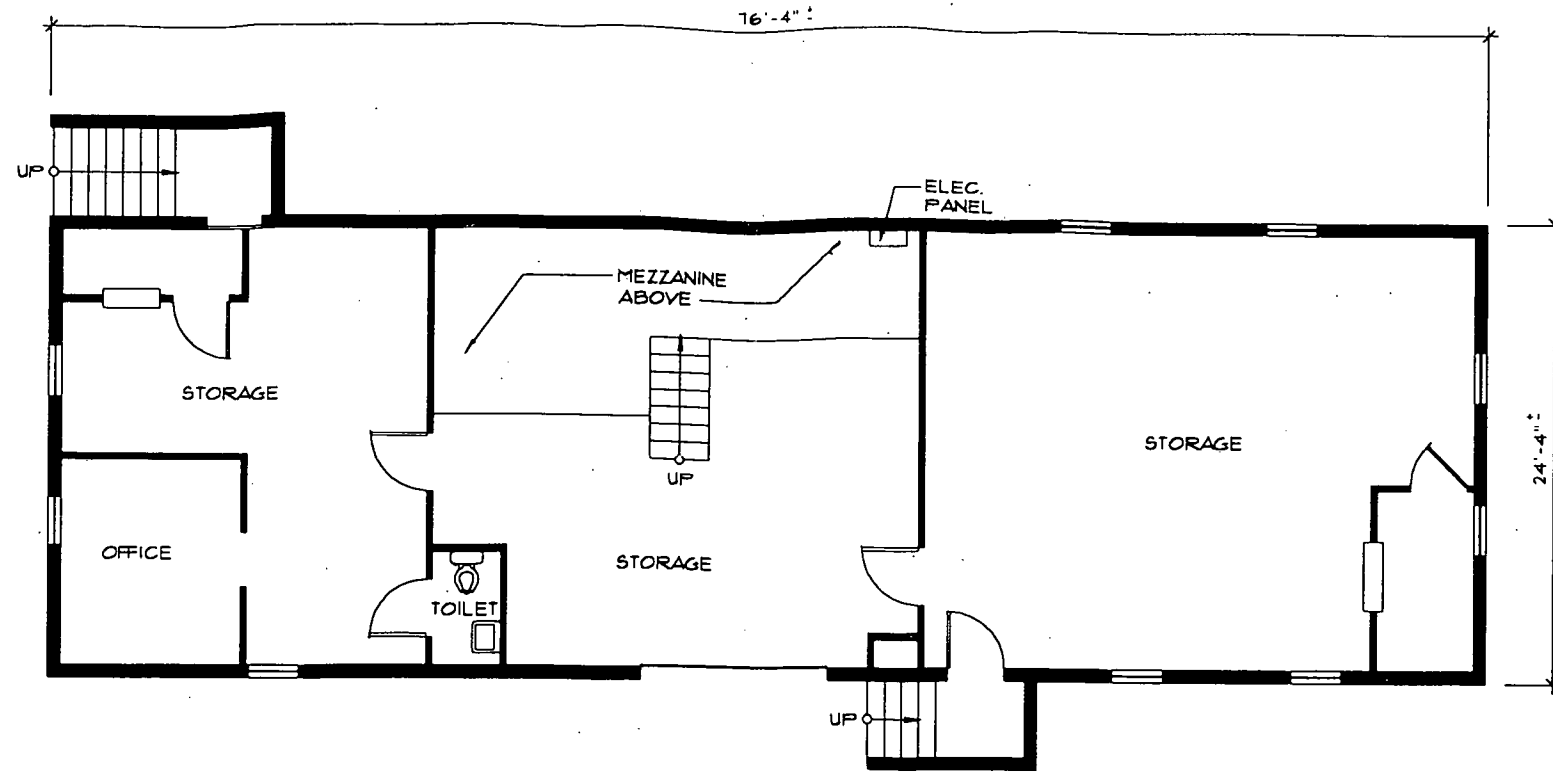 76'-4" ±
UP
ELEC.
PANEL
MEZZANINE
ABOVE
STORAGE
STORAGE
24'-4" ±
UP
OFFICE
STORAGE
TOILET
UP